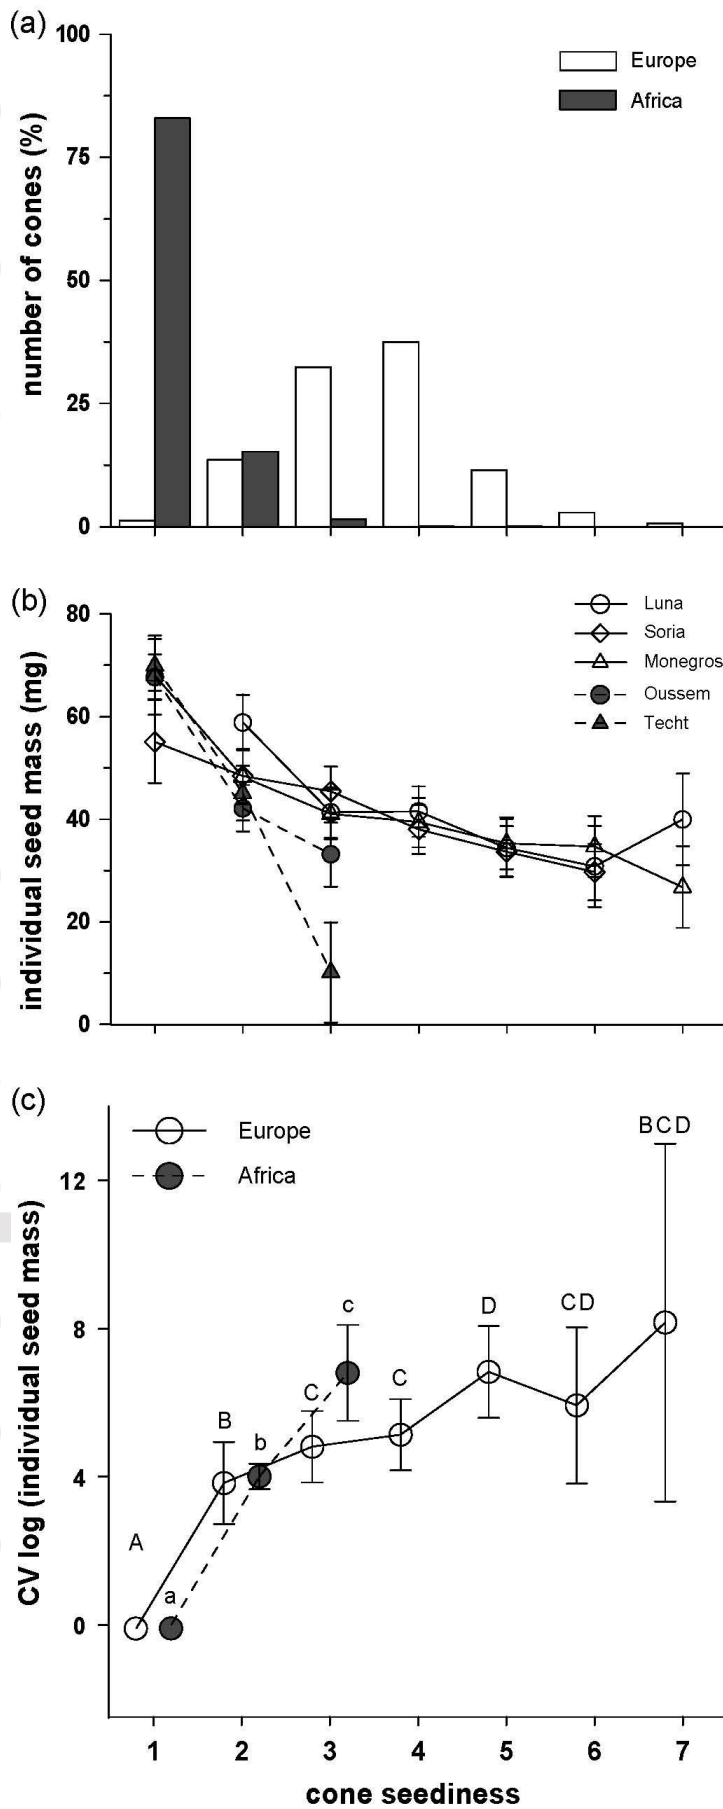 (a)
100
75
50
25
0
number of cones (%)
Europe
Africa
(b)
80
60
40
20
0
individual seed mass (mg)
Luna
Soria
Monegros
Oussem
Techt
(c)
12
8
4
0
CV log (individual seed mass)
Europe
Africa
A
a
B
b
C
c
C
D
CD
BCD
1 2 3 4 5 6 7
cone seediness